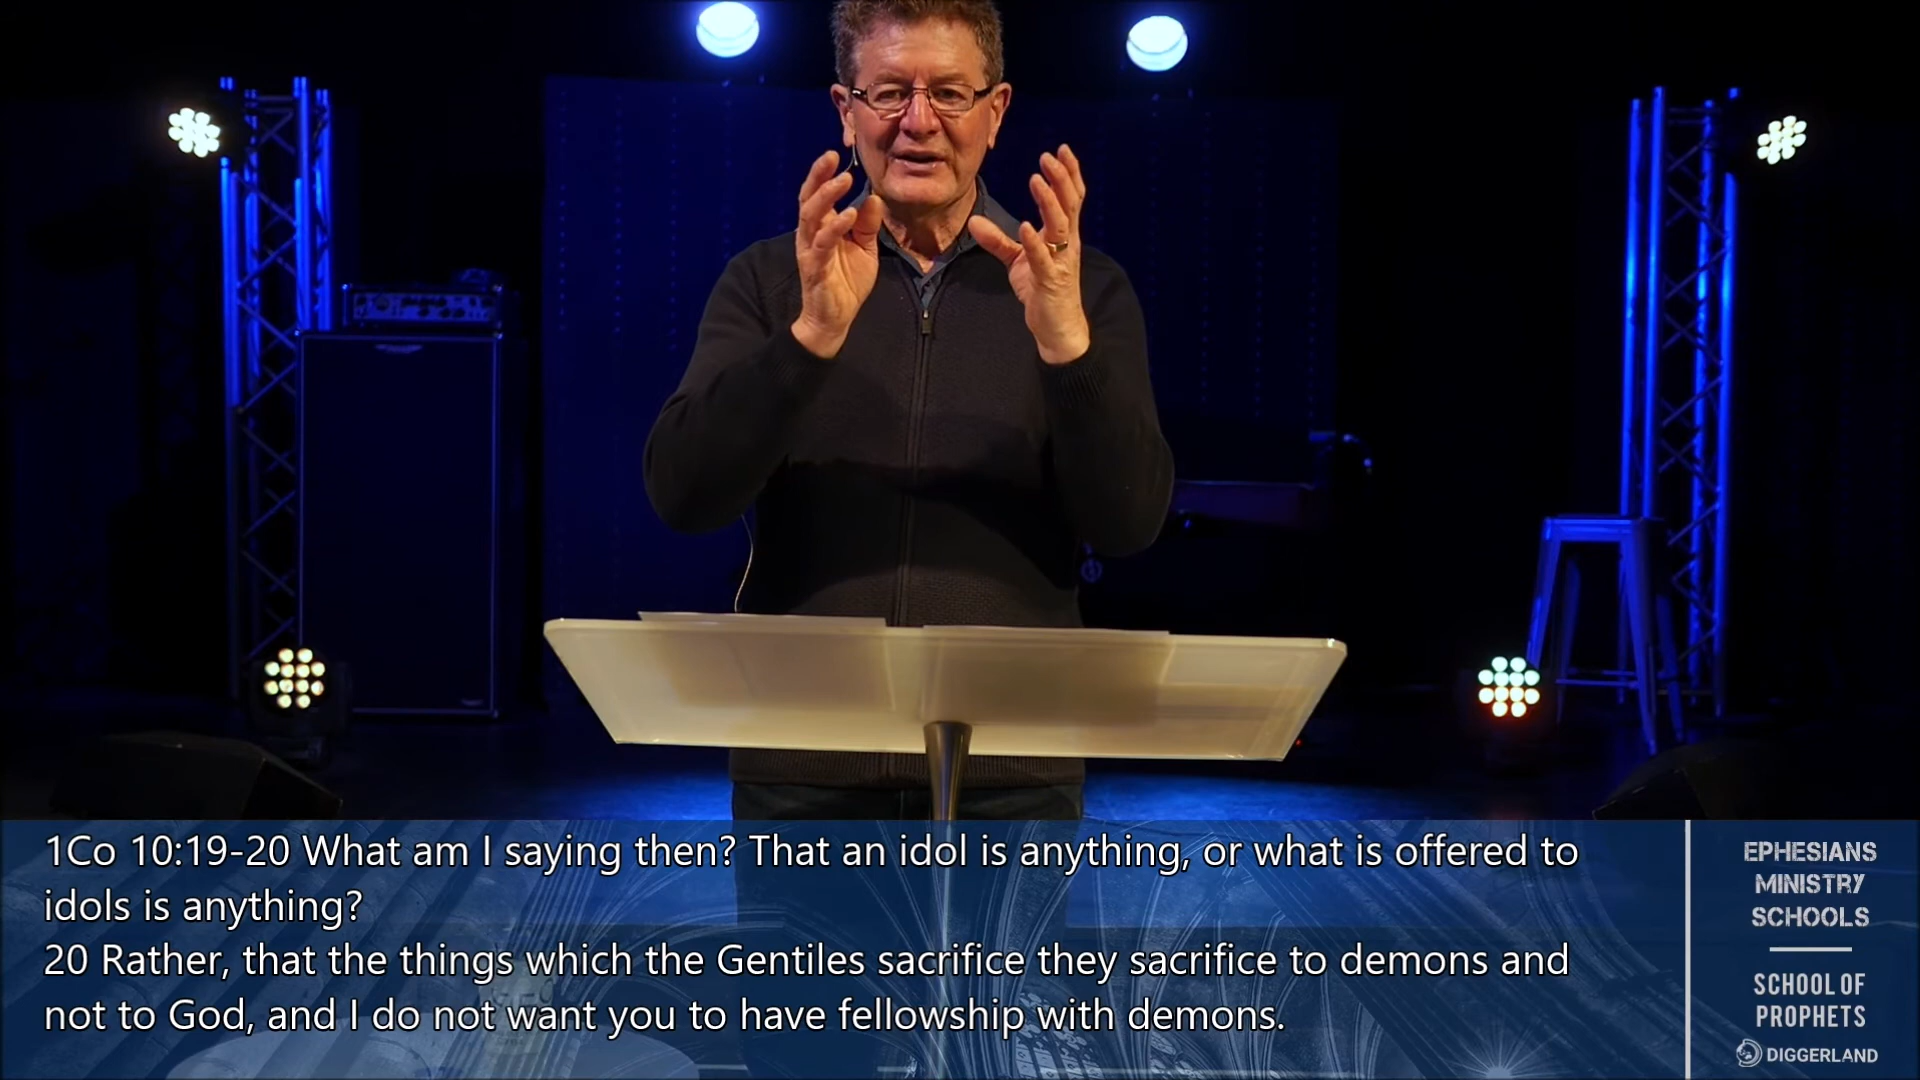 1Co 10:19-20 What am I saying then? That an idol is anything, or what is offered to
idols is anything?
20 Rather, that the things which the Gentiles sacrifice they sacrifice to demons and
not to God, and I do not want you to have fellowship with demons.
EPHESIANS
MINISTRY
SCHOOLS
SCHOOL OF
PROPHETS
DIGGERLAND